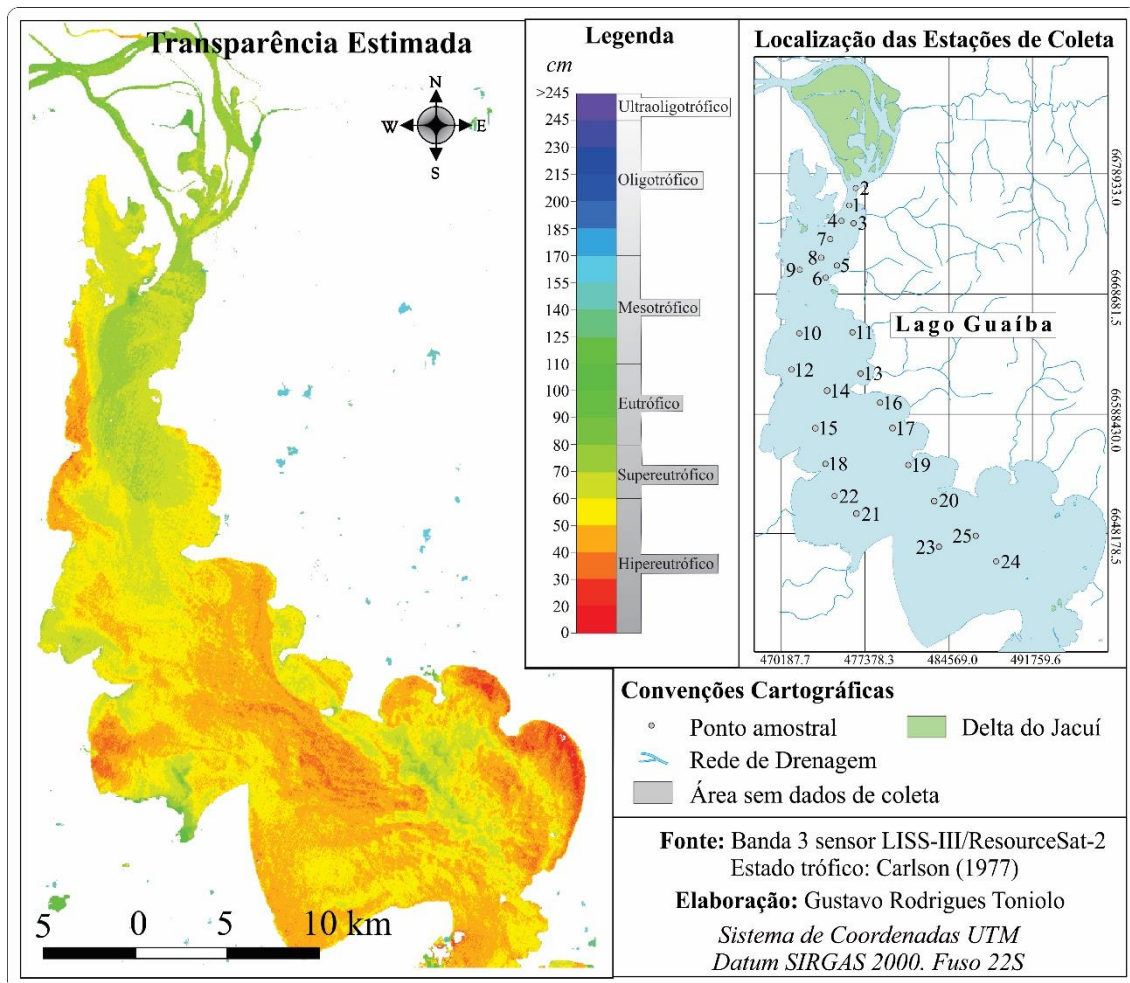 Transparência Estimada
N
W
E
S
5 0 5 10 km
Legenda
cm
>245
245
230
215
200
185
170
155
140
125
110
100
90
80
70
60
50
40
30
20
0
Ultraoligotrófico
Oligotrófico
Mesotrófico
Eutrófico
Supereutrófico
Hipereutrófico
Localização das Estações de Coleta
2
1
4
3
7
8
5
9
6
10
11
Lago Guaíba
12
13
14
16
15
17
18
19
22
20
21
25
23
24
6678933.0
6668681.5
66588430.0
6648178.5
470187.7 477378.3 484569.0 491759.6
Convenções Cartográficas
Ponto amostral
Delta do Jacuí
Rede de Drenagem
Área sem dados de coleta
Fonte: Banda 3 sensor LISS-III/ResourceSat-2
Estado trófico: Carlson (1977)
Elaboração: Gustavo Rodrigues Toniolo
Sistema de Coordenadas UTM
Datum SIRGAS 2000. Fuso 22S